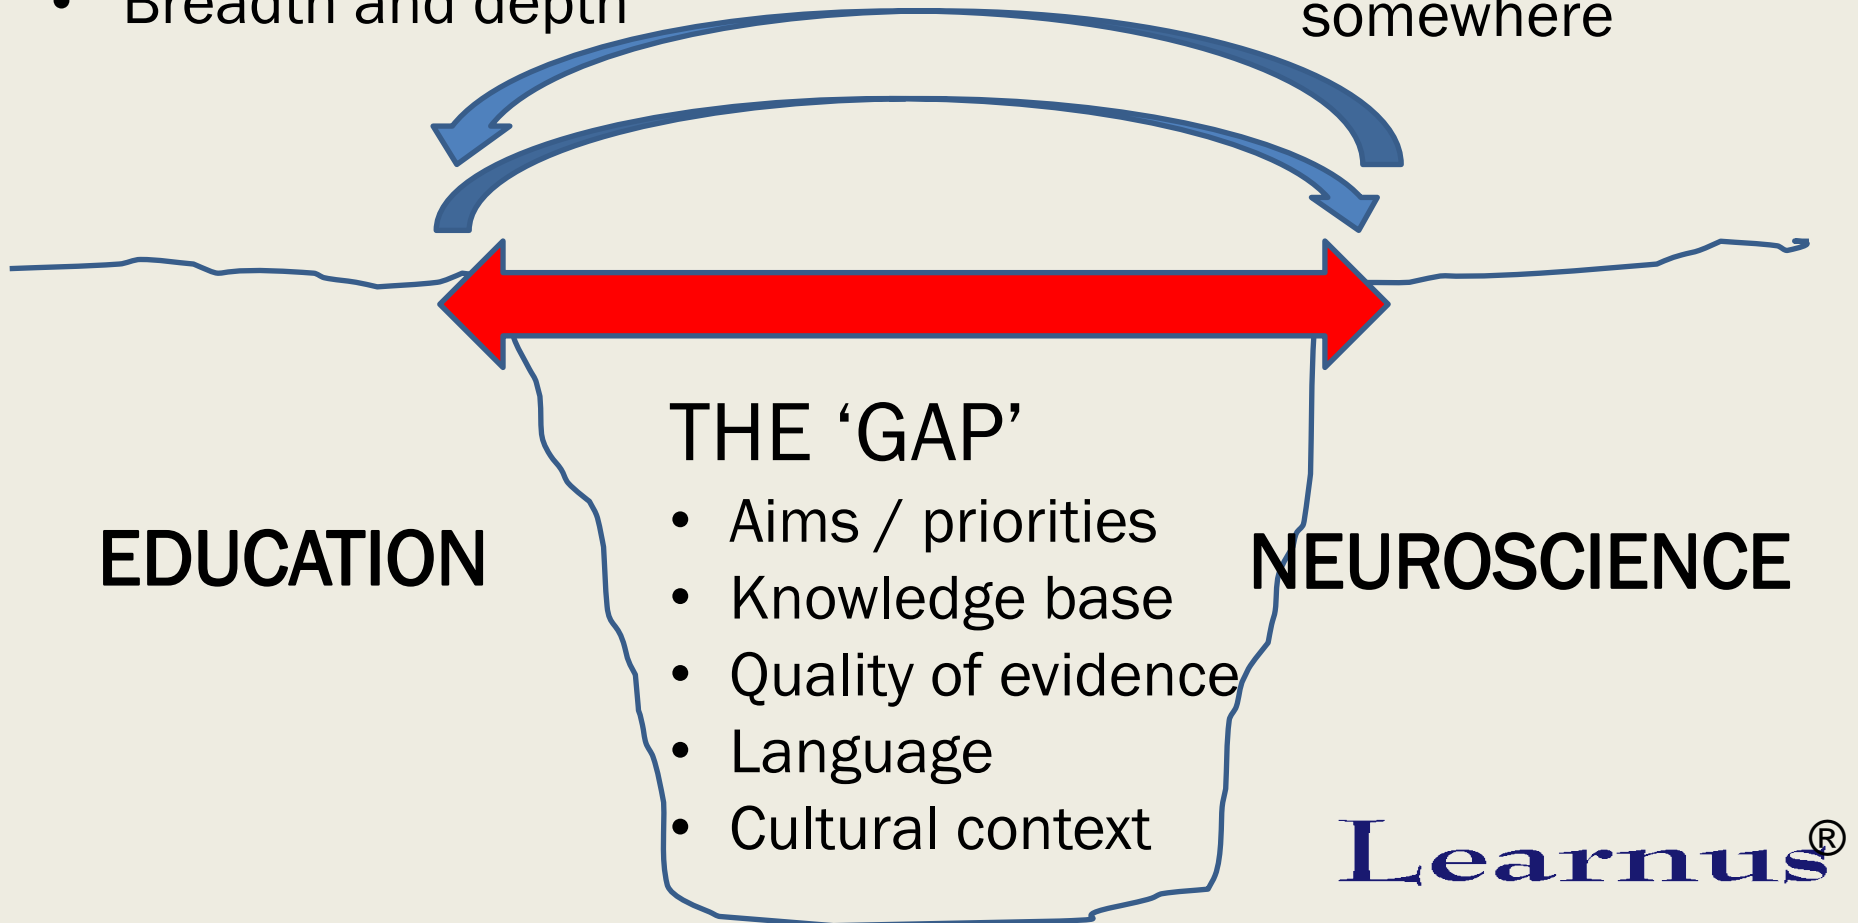 • Breadth and depth
somewhere
THE ‘GAP’
• Aims / priorities
• Knowledge base
• Quality of evidence
• Language
• Cultural context
EDUCATION
NEUROSCIENCE
Learnus®